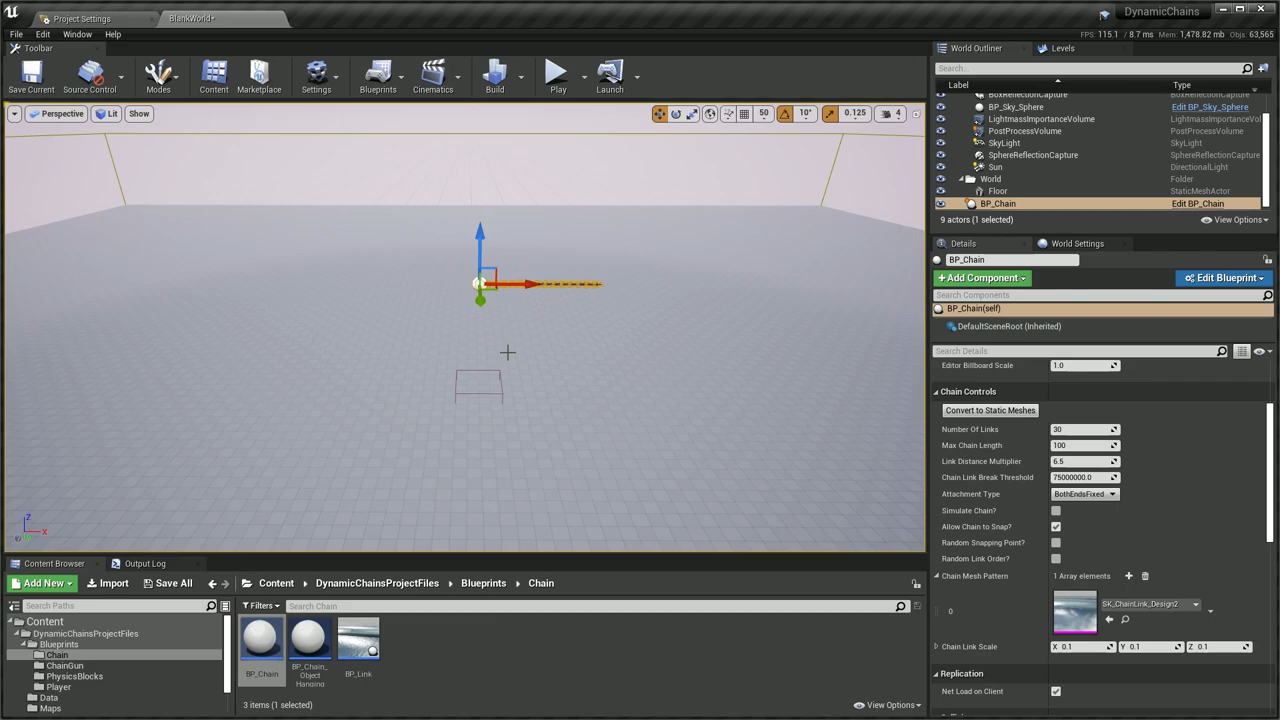 Project Settings
BlankWorld*
DynamicChains
File Edit Window Help
FPS: 115.1 / 8.7 ms Mem: 1,478.82 mb Objs: 63,565
Toolbar
Save Current
Source Control
Modes
Content
Marketplace
Settings
Blueprints
Cinematics
Build
Play
Launch
Perspective
Lit
Show
50
10°
0.125
4
Z
X
World Outliner
Levels
Search...
Label
Type
BoxReflectionCapture
BP_Sky_Sphere Edit BP_Sky_Sphere
LightmassImportanceVolume LightmassImportanceVol
PostProcessVolume PostProcessVolume
SkyLight SkyLight
SphereReflectionCapture SphereReflectionCapture
Sun DirectionalLight
World Folder
Floor StaticMeshActor
BP_Chain Edit BP_Chain
9 actors (1 selected)
View Options
Details
World Settings
BP_Chain
Add Component
Edit Blueprint
Search Components
BP_Chain(self)
DefaultSceneRoot (Inherited)
Search Details
Editor Billboard Scale 1.0
Chain Controls
Convert to Static Meshes
Number Of Links 30
Max Chain Length 100
Link Distance Multiplier 6.5
Chain Link Break Threshold 75000000.0
Attachment Type BothEndsFixed
Simulate Chain?
Allow Chain to Snap?
Random Snapping Point?
Random Link Order?
Chain Mesh Pattern 1 Array elements
0 SK_ChainLink_Design2
Chain Link Scale X 0.1 Y 0.1 Z 0.1
Replication
Net Load on Client
Content Browser
Output Log
Add New
Import
Save All
Content
DynamicChainsProjectFiles
Blueprints
Chain
Search Paths
Filters
Search Chain
Content
DynamicChainsProjectFiles
Blueprints
Chain
ChainGun
PhysicsBlocks
Player
Data
Maps
BP_Chain
BP_Chain_
Object
Hanging
BP_Link
3 items (1 selected)
View Options